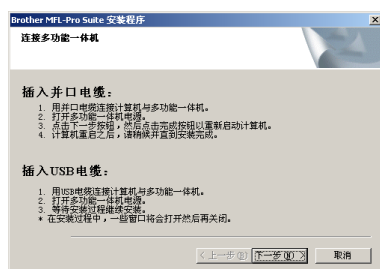 Brother MFL-Pro Suite 安装程序
连接多功能一体机
插入并口电缆：
1. 用并口电缆连接计算机与多功能一体机。
2. 打开多功能一体机电源。
3. 点击下一步按钮，然后点击完成按钮以重新启动计算机。
4. 计算机重启之后，请稍候并直到安装完成。
插入USB电缆：
1. 用USB电缆连接计算机与多功能一体机。
2. 打开多功能一体机电源。
3. 等待安装过程继续安装。
* 在安装过程中，一些窗口将会打开然后再关闭。
< 上一步(B) 下一步(N) > 取消